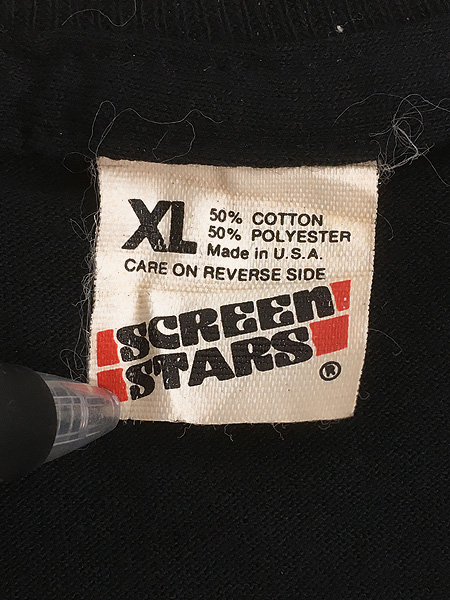 XL
50% COTTON
50% POLYESTER
Made in U.S.A.
CARE ON REVERSE SIDE
SCREEN
STARS
®